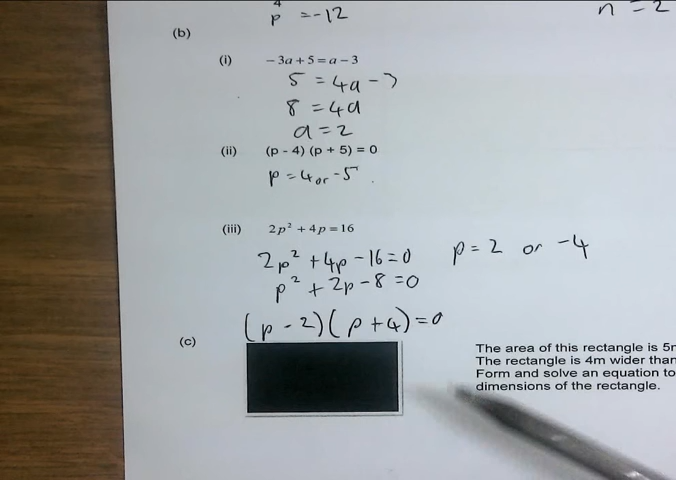 4
p = -12
n = 2
(b)
(i) -3a + 5 = a - 3
5 = 4a - 3
8 = 4a
a = 2
(ii) (p - 4) (p + 5) = 0
p = 4 or -5
(iii) 2p² + 4p = 16
2p² + 4p - 16 = 0
p = 2 or -4
p² + 2p - 8 = 0
(p - 2)(p + 4) = 0
(c)
The area of this rectangle is 5
The rectangle is 4m wider than
Form and solve an equation to
dimensions of the rectangle.